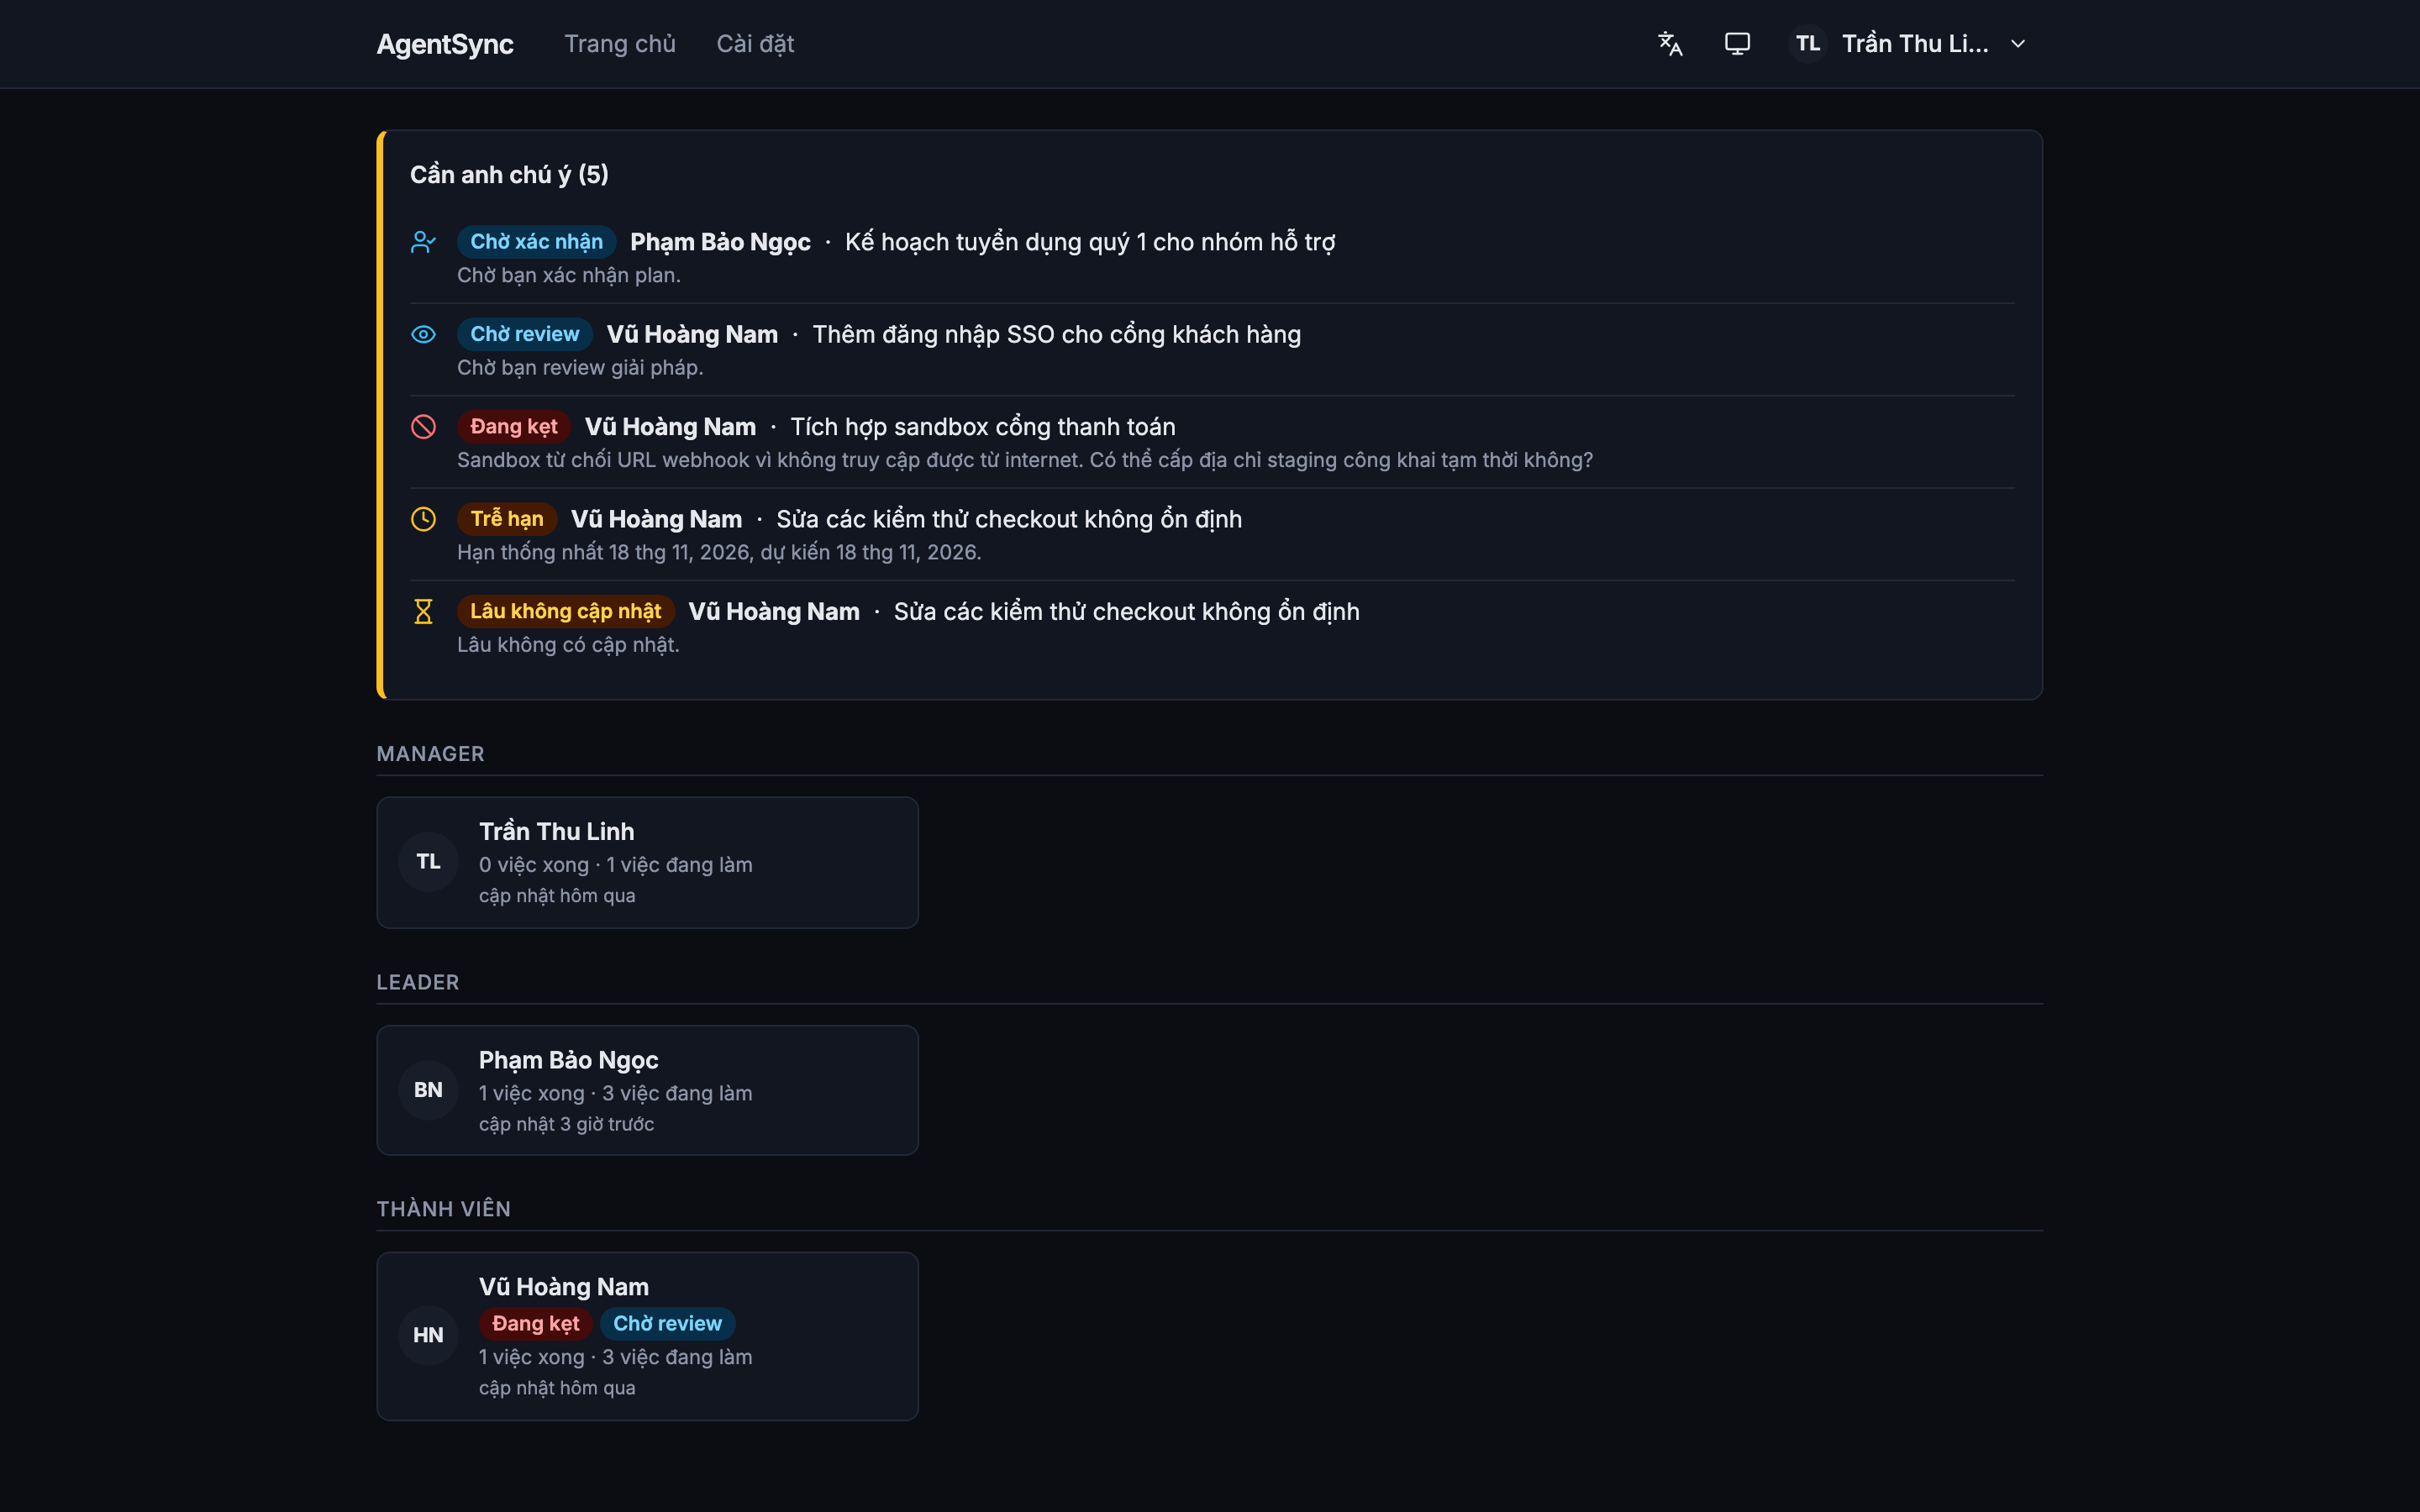 AgentSync Trang chủ Cài đặt TL Trần Thu Li...
Cần anh chú ý (5)
Chờ xác nhận Phạm Bảo Ngọc · Kế hoạch tuyển dụng quý 1 cho nhóm hỗ trợ
Chờ bạn xác nhận plan.
Chờ review Vũ Hoàng Nam · Thêm đăng nhập SSO cho cổng khách hàng
Chờ bạn review giải pháp.
Đang kẹt Vũ Hoàng Nam · Tích hợp sandbox cổng thanh toán
Sandbox từ chối URL webhook vì không truy cập được từ internet. Có thể cấp địa chỉ staging công khai tạm thời không?
Trễ hạn Vũ Hoàng Nam · Sửa các kiểm thử checkout không ổn định
Hạn thống nhất 18 thg 11, 2026, dự kiến 18 thg 11, 2026.
Lâu không cập nhật Vũ Hoàng Nam · Sửa các kiểm thử checkout không ổn định
Lâu không có cập nhật.
MANAGER
TL
Trần Thu Linh
0 việc xong · 1 việc đang làm
cập nhật hôm qua
LEADER
BN
Phạm Bảo Ngọc
1 việc xong · 3 việc đang làm
cập nhật 3 giờ trước
THÀNH VIÊN
HN
Vũ Hoàng Nam
Đang kẹt Chờ review
1 việc xong · 3 việc đang làm
cập nhật hôm qua